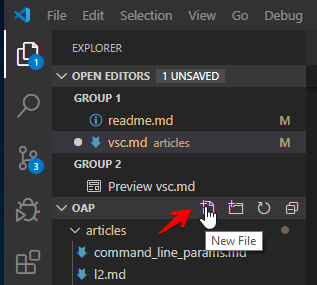 File Edit Selection View Go Debug
EXPLORER
OPEN EDITORS 1 UNSAVED
GROUP 1
readme.md M
vsc.md articles M
GROUP 2
Preview vsc.md
OAP
New File
articles
command_line_params.md
l2.md
1
3